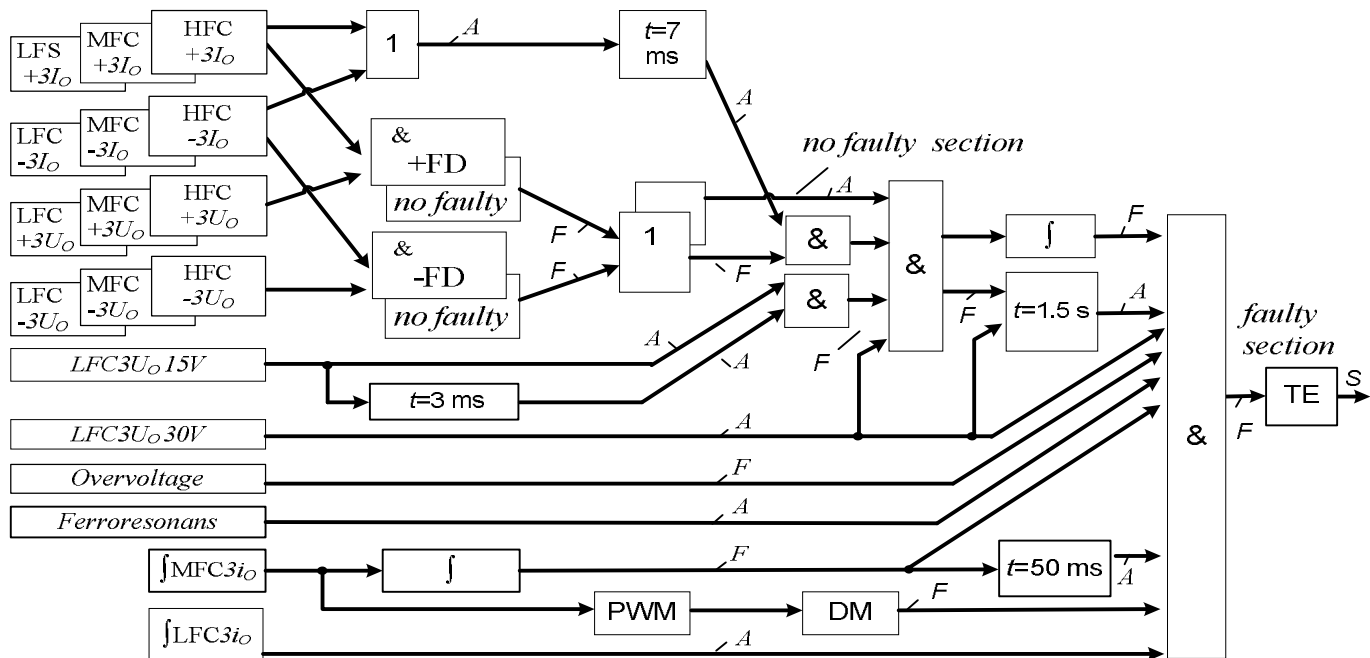 LFS
+3IO
MFC
+3IO
HFC
+3IO
1
A
t=7
ms
LFC
-3IO
MFC
-3IO
HFC
-3IO
A
&
+FD
no faulty
no faulty section
LFC
+3UO
MFC
+3UO
HFC
+3UO
F
1
A
&
F
&
-FD
no faulty
F
F
&
∫
F
LFC
-3UO
MFC
-3UO
HFC
-3UO
&
F
t=1.5 s
A
&
LFC3UO 15V
A
A
F
t=3 ms
faulty
section
TE
S
F
LFC3UO 30V
A
Overvoltage
F
Ferroresonans
A
∫MFC3iO
∫
F
t=50 ms
A
PWM
DM
F
∫LFC3iO
A